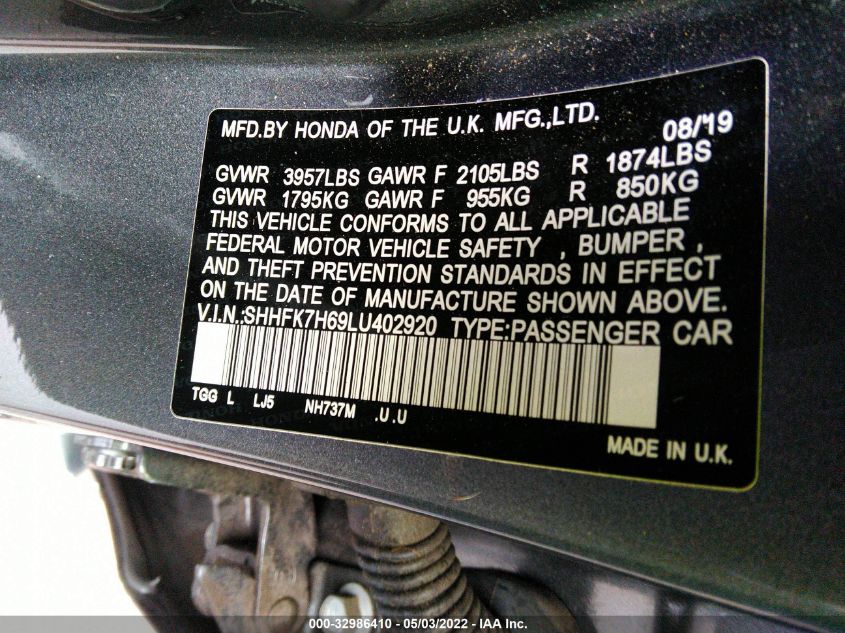 MFD.BY HONDA OF THE U.K. MFG.,LTD. 08/19
GVWR 3957LBS GAWR F 2105LBS R 1874LBS
GVWR 1795KG GAWR F 955KG R 850KG
THIS VEHICLE CONFORMS TO ALL APPLICABLE
FEDERAL MOTOR VEHICLE SAFETY , BUMPER ,
AND THEFT PREVENTION STANDARDS IN EFFECT
ON THE DATE OF MANUFACTURE SHOWN ABOVE.
V.I.N.:SHHFK7H69LU402920 TYPE:PASSENGER CAR
TGG L LJ5 NH737M .U.U
MADE IN U.K.
000-32986410 - 05/03/2022 - IAA Inc.